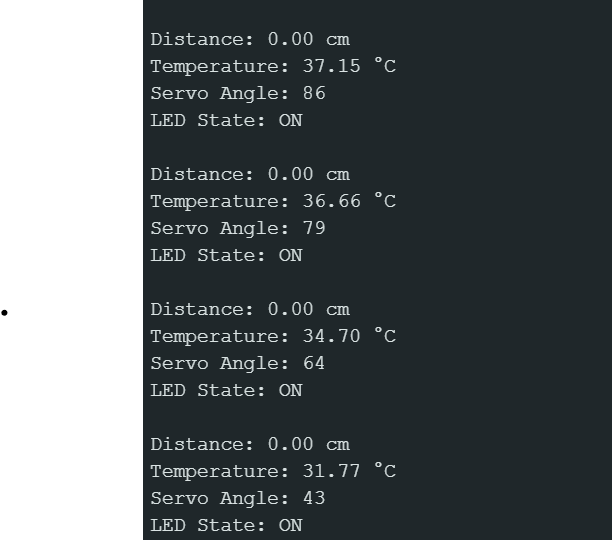 Distance: 0.00 cm
Temperature: 37.15 °C
Servo Angle: 86
LED State: ON
Distance: 0.00 cm
Temperature: 36.66 °C
Servo Angle: 79
LED State: ON
Distance: 0.00 cm
Temperature: 34.70 °C
Servo Angle: 64
LED State: ON
Distance: 0.00 cm
Temperature: 31.77 °C
Servo Angle: 43
LED State: ON